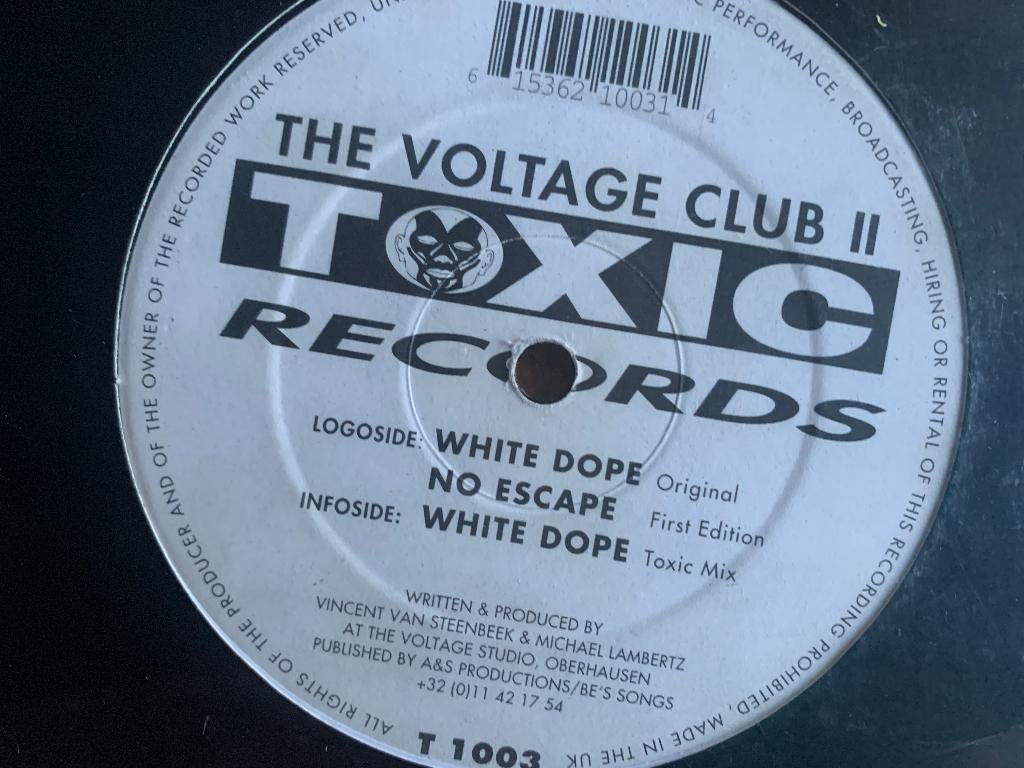 ALL RIGHTS OF THE PRODUCER AND OF THE OWNER OF THE RECORDED WORK RESERVED, PERFORMANCE, BROADCASTING, HIRING OR RENTAL OF THIS RECORDING PROHIBITED, MADE IN THE UK
6 15362 10031 4
THE VOLTAGE CLUB II
TOXIC
RECORDS
LOGOSIDE: WHITE DOPE Original
NO ESCAPE First Edition
INFOSIDE: WHITE DOPE Toxic Mix
WRITTEN & PRODUCED BY
VINCENT VAN STEENBEEK & MICHAEL LAMBERTZ
AT THE VOLTAGE STUDIO, OBERHAUSEN
PUBLISHED BY A&S PRODUCTIONS/BE'S SONGS
+32 (0)11 42 17 54
T 1003